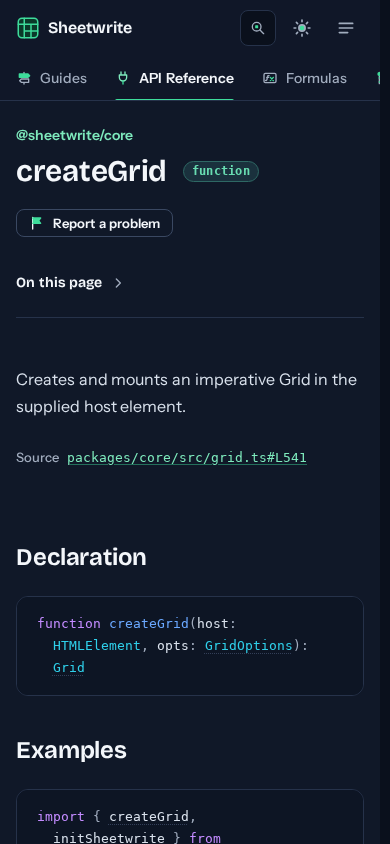 Sheetwrite
Guides
API Reference
Formulas
@sheetwrite/core
createGrid function
Report a problem
On this page
Creates and mounts an imperative Grid in the
supplied host element.
Source packages/core/src/grid.ts#L541
Declaration
function createGrid(host:
HTMLElement, opts: GridOptions):
Grid
Examples
import { createGrid,
initSheetwrite } from